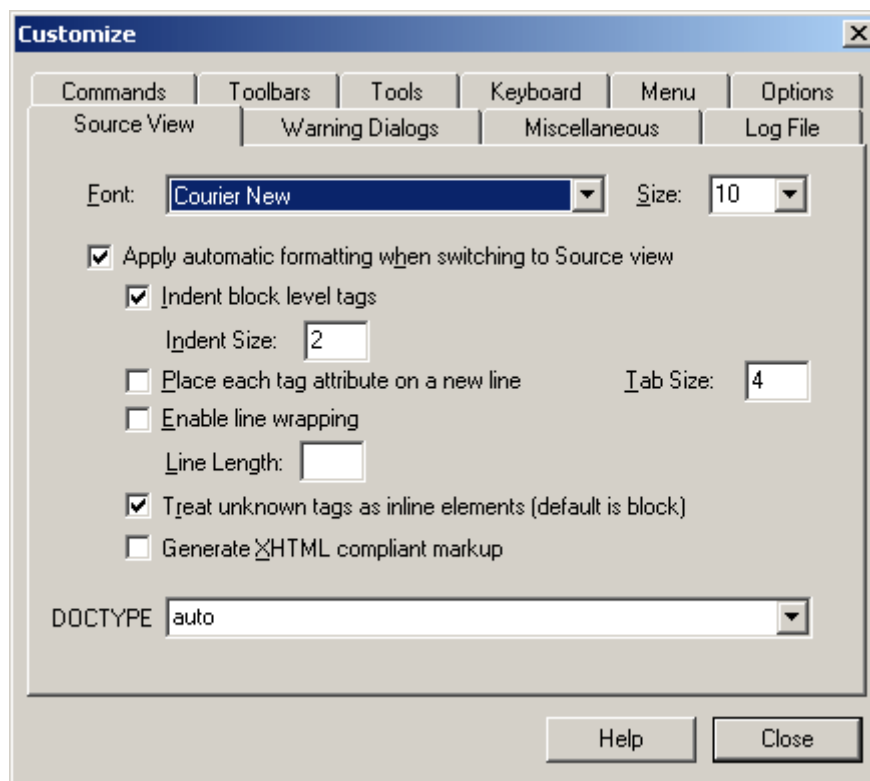 Customize
Commands Toolbars Tools Keyboard Menu Options
Source View Warning Dialogs Miscellaneous Log File
Font: Courier New Size: 10
Apply automatic formatting when switching to Source view
Indent block level tags
Indent Size: 2
Place each tag attribute on a new line Tab Size: 4
Enable line wrapping
Line Length:
Treat unknown tags as inline elements (default is block)
Generate XHTML compliant markup
DOCTYPE auto
Help Close